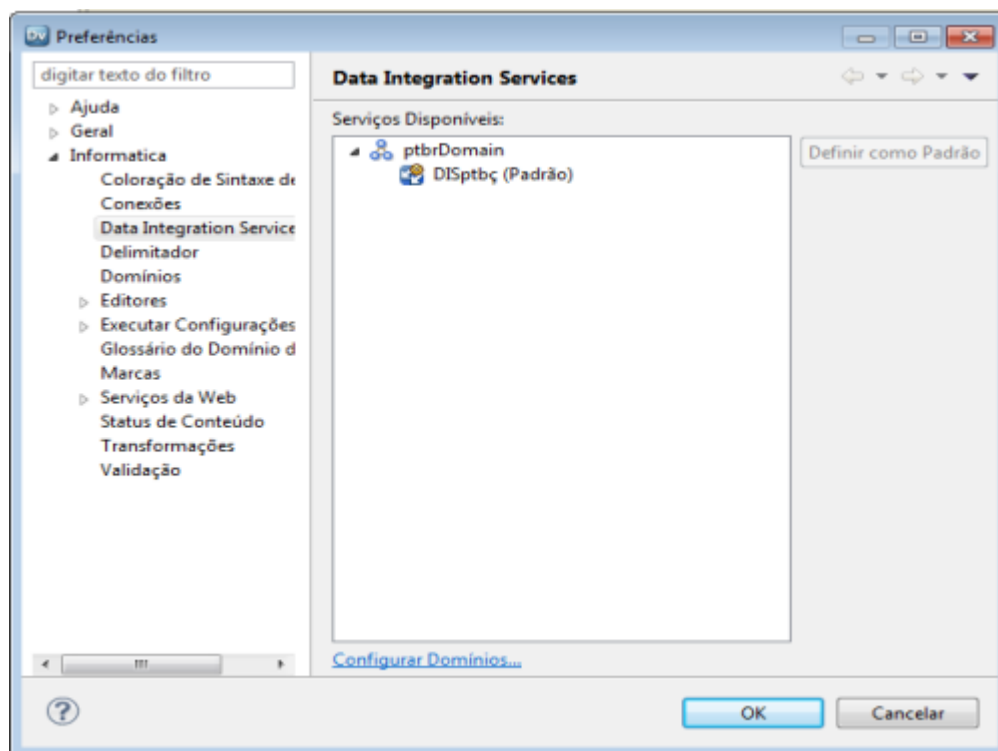 Preferências
digitar texto do filtro
Ajuda
Geral
Informatica
Coloração de Sintaxe de
Conexões
Data Integration Service
Delimitador
Domínios
Editores
Executar Configurações
Glossário do Domínio d
Marcas
Serviços da Web
Status de Conteúdo
Transformações
Validação
Data Integration Services
Serviços Disponíveis:
ptbrDomain
DISptbç (Padrão)
Definir como Padrão
Configurar Domínios...
OK
Cancelar